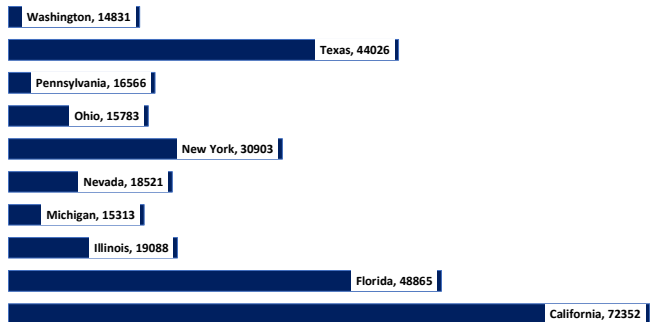 Washington, 14831
Texas, 44026
Pennsylvania, 16566
Ohio, 15783
New York, 30903
Nevada, 18521
Michigan, 15313
Illinois, 19088
Florida, 48865
California, 72352